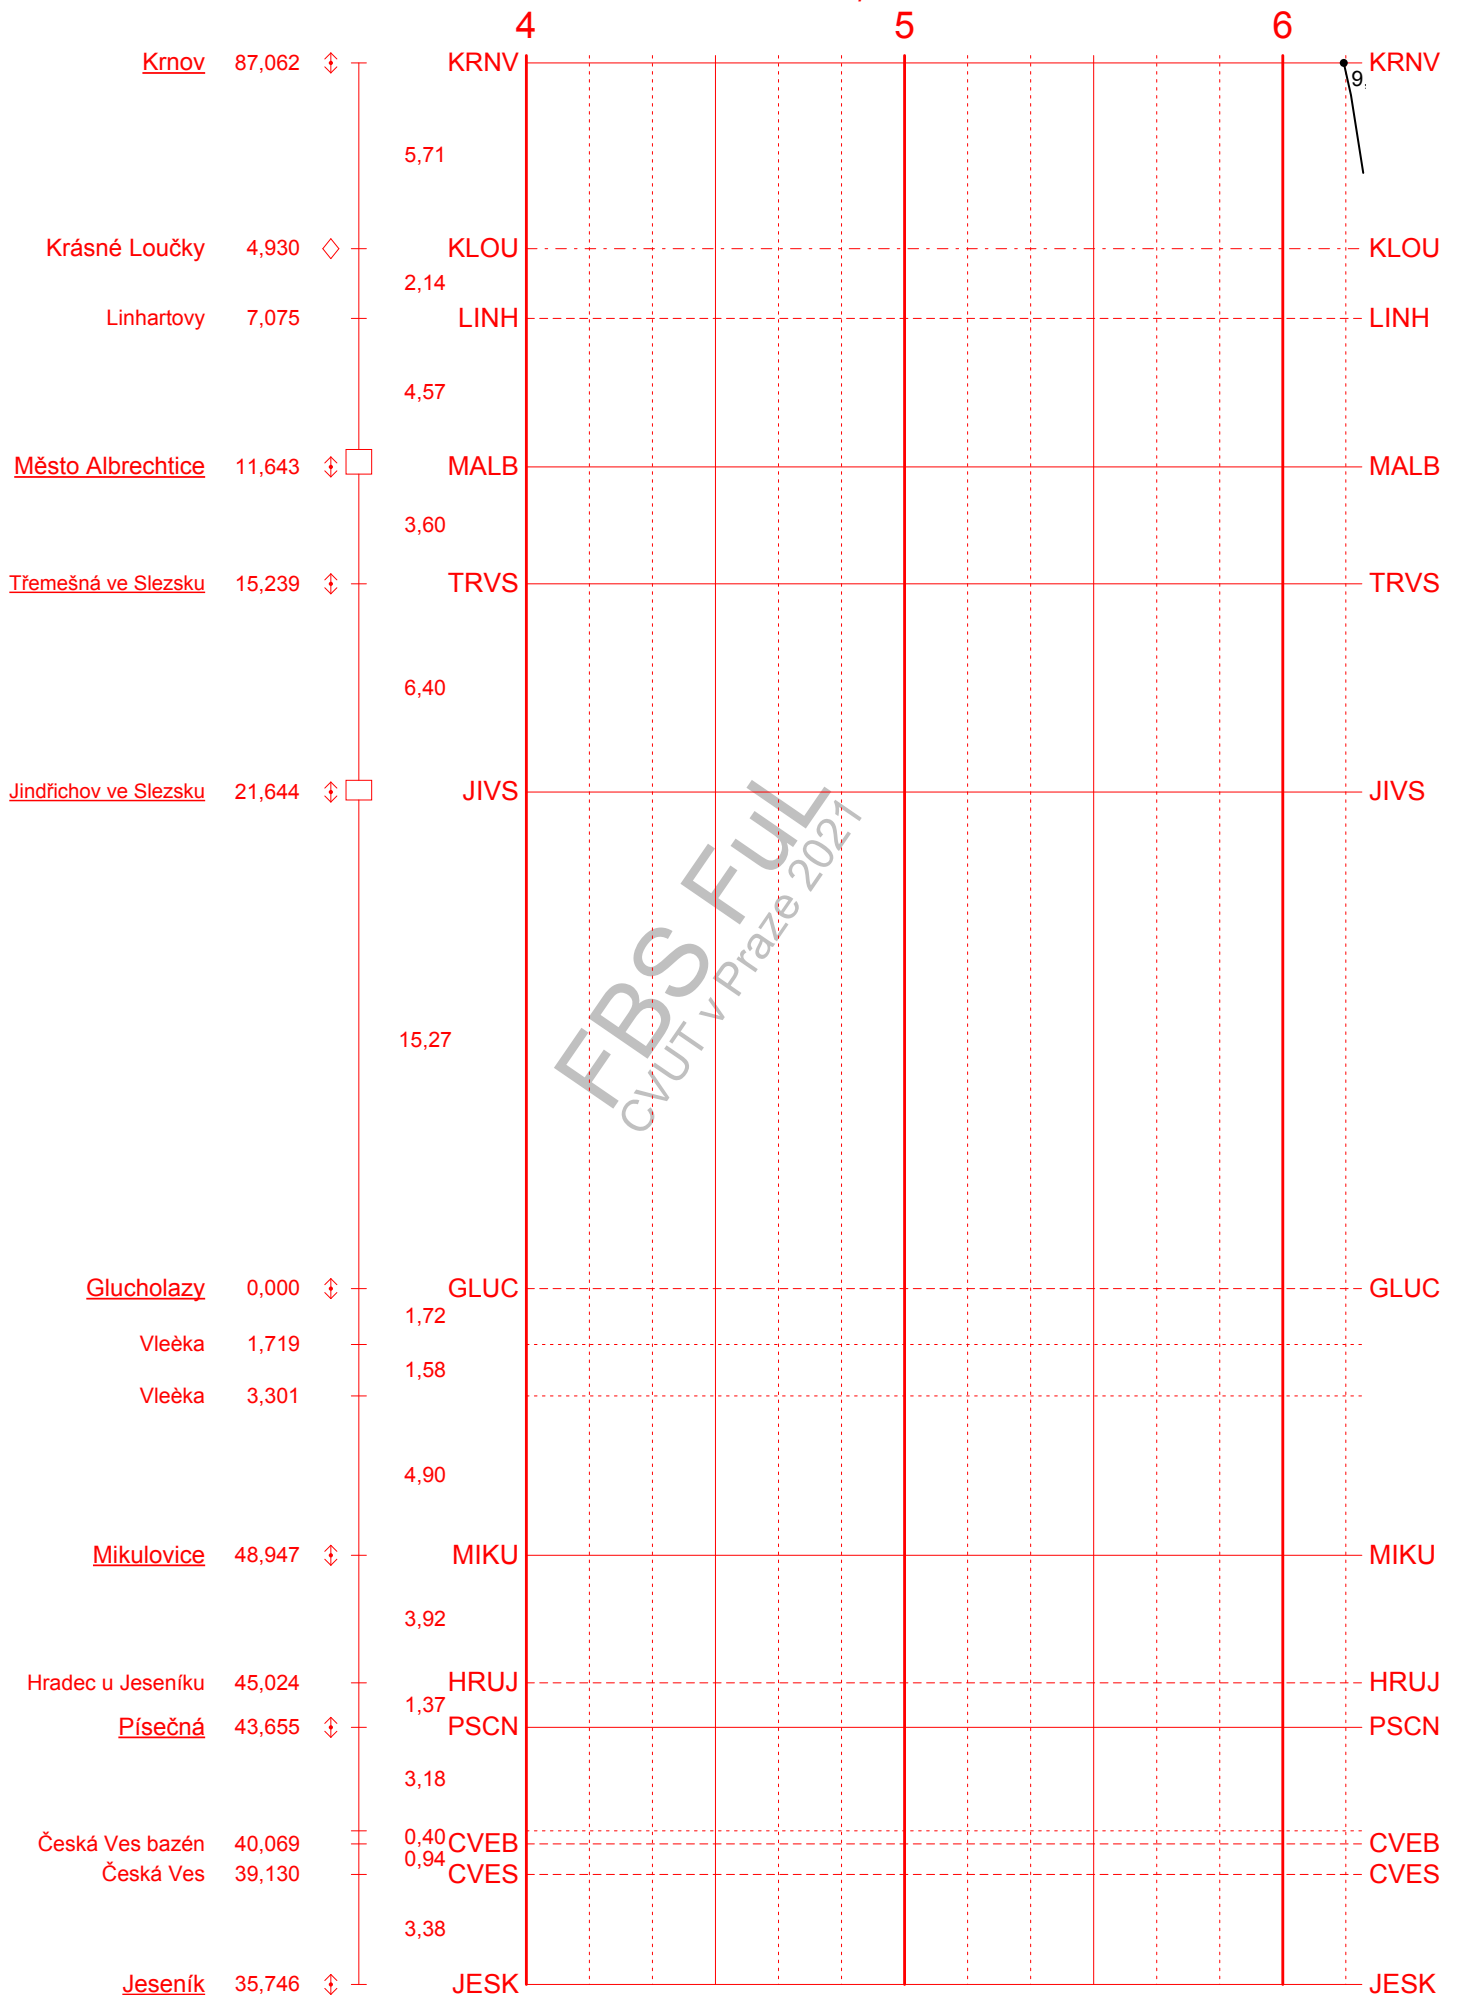 4 5 6
Krnov 87,062 KRNV KRNV
9
5,71
Krásné Loučky 4,930 KLOU KLOU
2,14
Linhartovy 7,075 LINH LINH
4,57
Město Albrechtice 11,643 MALB MALB
3,60
Třemešná ve Slezsku 15,239 TRVS TRVS
6,40
Jindřichov ve Slezsku 21,644 JIVS JIVS
FBS FuL
CVUT v Praze 2021
15,27
Glucholazy 0,000 GLUC GLUC
1,72
Vleèka 1,719
1,58
Vleèka 3,301
4,90
Mikulovice 48,947 MIKU MIKU
3,92
Hradec u Jeseníku 45,024 HRUJ HRUJ
1,37
Písečná 43,655 PSCN PSCN
3,18
0,40
Česká Ves bazén 40,069 CVEB CVEB
0,94
Česká Ves 39,130 CVES CVES
3,38
Jeseník 35,746 JESK JESK